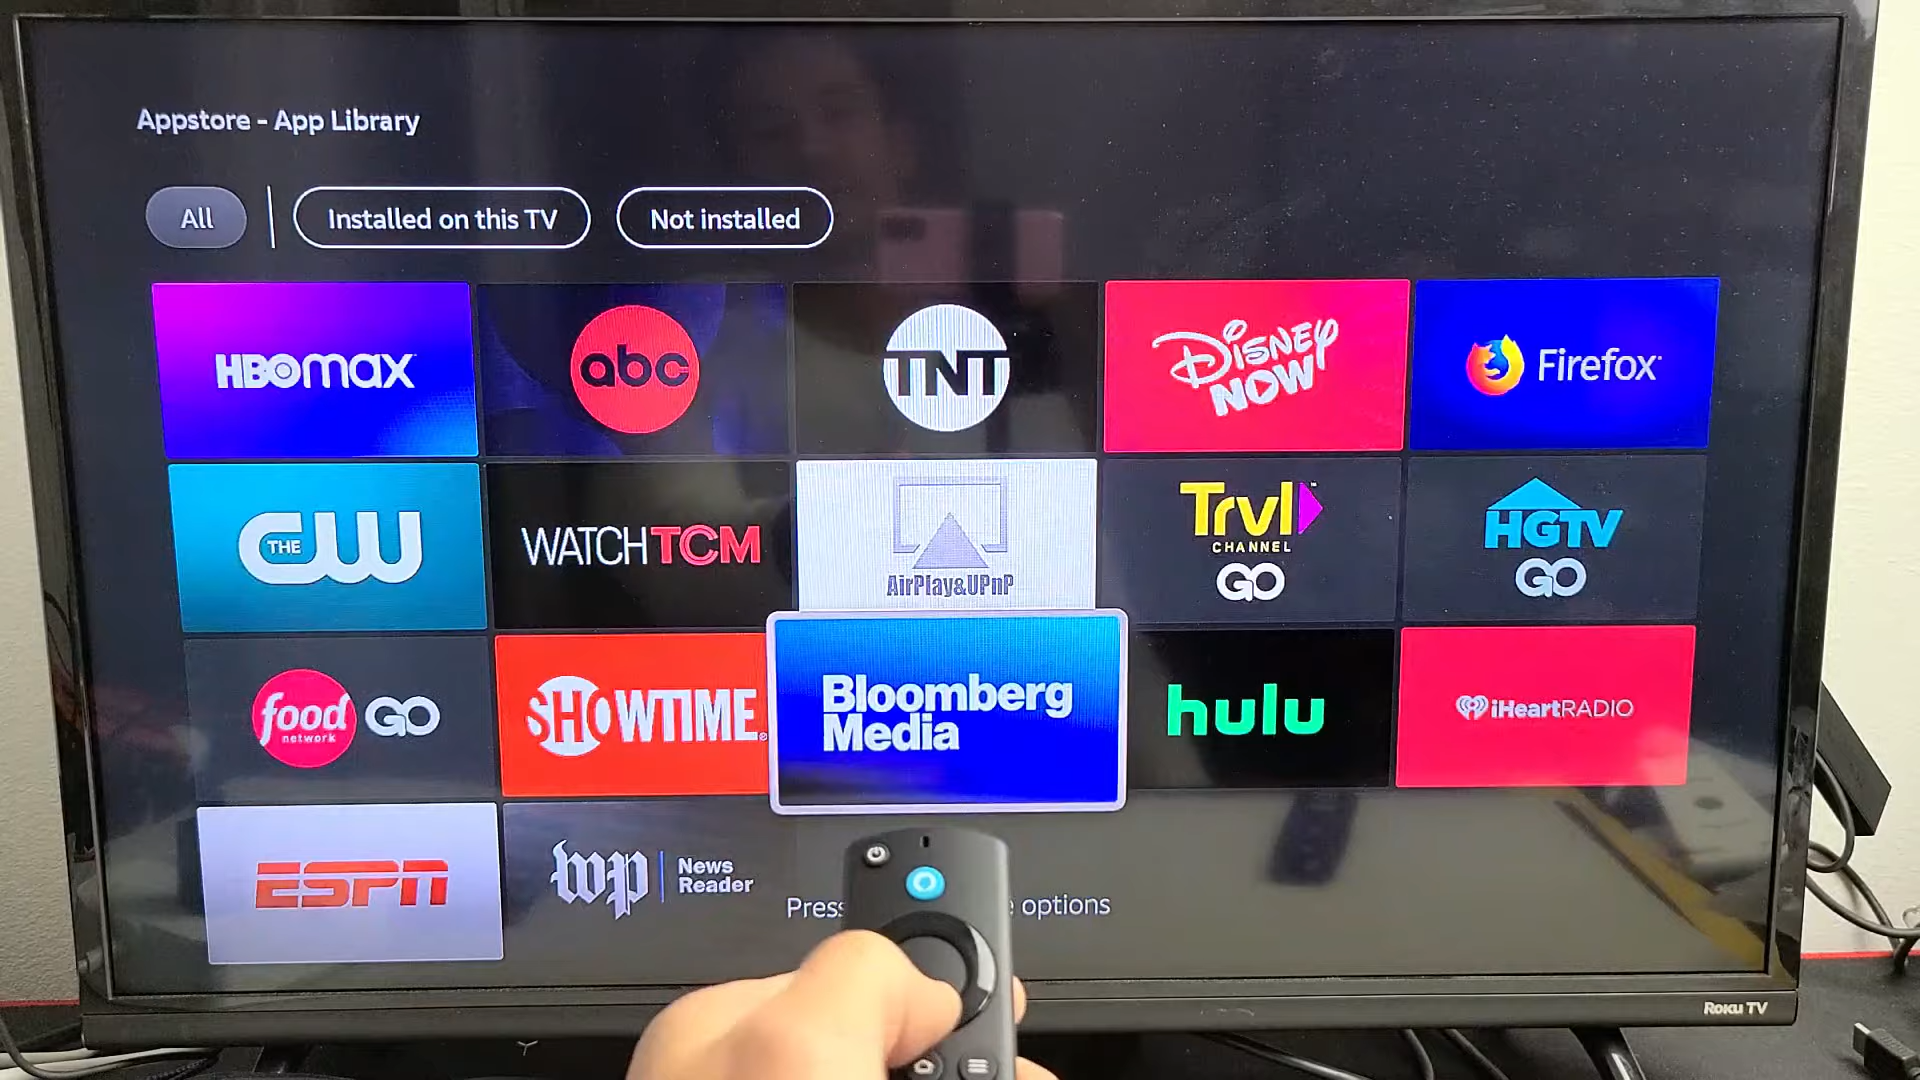 Appstore - App Library
All
Installed on this TV
Not installed
HBOMAX
abc
TNT
DISNEY
NOW
Firefox
THE CW
WATCH TCM
AirPlay&UPnP
Trvl
CHANNEL
GO
HGTV
GO
food
network
GO
SHOWTIME
Bloomberg
Media
hulu
iHeartRADIO
ESPN
wp
News
Reader
options
Roku TV